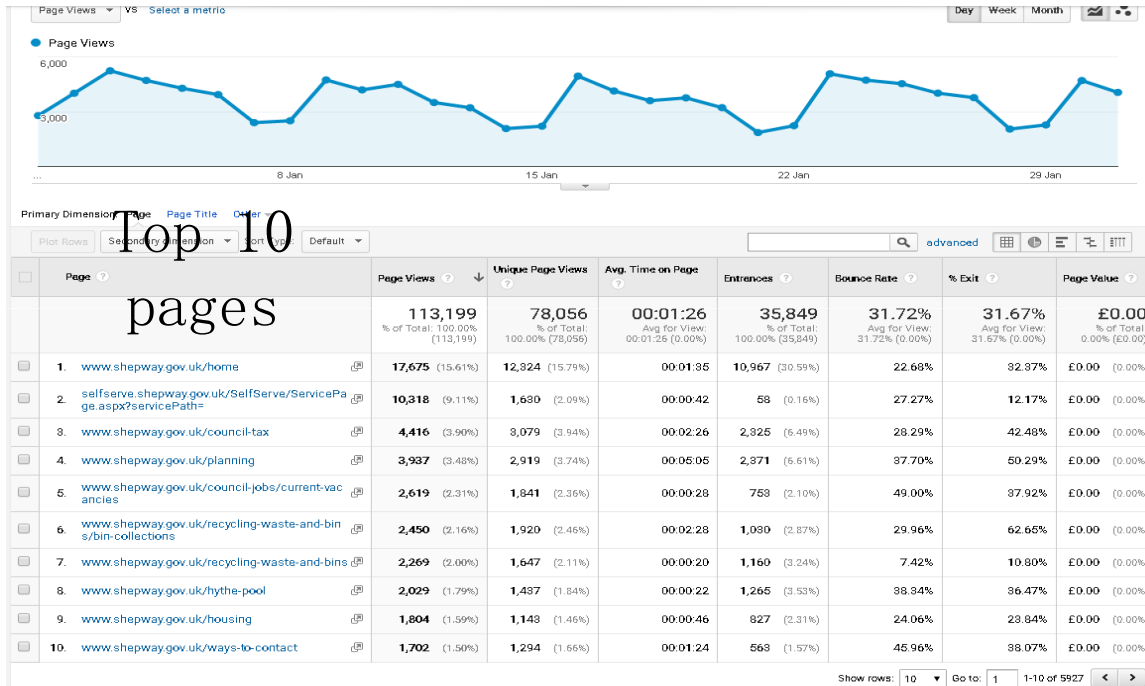 Page Views VS Select a metric Day Week Month
Page Views
6,000
3,000
... 8 Jan 15 Jan 22 Jan 29 Jan
Primary Dimension: Page Page Title Other
Plot Rows Secondary dimension Sort Type: Default advanced
Top 10
pages
Page ? Page Views ? Unique Page Views ? Avg. Time on Page ? Entrances ? Bounce Rate ? % Exit ? Page Value ?
113,199 78,056 00:01:26 35,849 31.72% 31.67% £0.00
% of Total: 100.00% % of Total: Avg for View: % of Total: Avg for View: Avg for View: % of Total:
(113,199) 100.00% (78,056) 00:01:26 (0.00%) 100.00% (35,849) 31.72% (0.00%) 31.67% (0.00%) 0.00% (£0.00)
1. www.shepway.gov.uk/home 17,675 (15.61%) 12,324 (15.79%) 00:01:35 10,967 (30.59%) 22.68% 32.37% £0.00 (0.00%
2. selfserve.shepway.gov.uk/SelfServe/ServicePa
ge.aspx?servicePath= 10,318 (9.11%) 1,630 (2.09%) 00:00:42 58 (0.16%) 27.27% 12.17% £0.00 (0.00%
3. www.shepway.gov.uk/council-tax 4,416 (3.90%) 3,079 (3.94%) 00:02:26 2,325 (6.49%) 28.29% 42.48% £0.00 (0.00%
4. www.shepway.gov.uk/planning 3,937 (3.48%) 2,919 (3.74%) 00:05:05 2,371 (6.61%) 37.70% 50.29% £0.00 (0.00%
5. www.shepway.gov.uk/council-jobs/current-vac
ancies 2,619 (2.31%) 1,841 (2.36%) 00:00:28 753 (2.10%) 49.00% 37.92% £0.00 (0.00%
6. www.shepway.gov.uk/recycling-waste-and-bin
s/bin-collections 2,450 (2.16%) 1,920 (2.46%) 00:02:28 1,030 (2.87%) 29.96% 62.65% £0.00 (0.00%
7. www.shepway.gov.uk/recycling-waste-and-bins 2,269 (2.00%) 1,647 (2.11%) 00:00:20 1,160 (3.24%) 7.42% 10.80% £0.00 (0.00%
8. www.shepway.gov.uk/hythe-pool 2,029 (1.79%) 1,437 (1.84%) 00:00:22 1,265 (3.53%) 38.34% 36.47% £0.00 (0.00%
9. www.shepway.gov.uk/housing 1,804 (1.59%) 1,143 (1.46%) 00:00:46 827 (2.31%) 24.06% 23.84% £0.00 (0.00%
10. www.shepway.gov.uk/ways-to-contact 1,702 (1.50%) 1,294 (1.66%) 00:01:24 563 (1.57%) 45.96% 38.07% £0.00 (0.00%
Show rows: 10 Go to: 1 1-10 of 5927